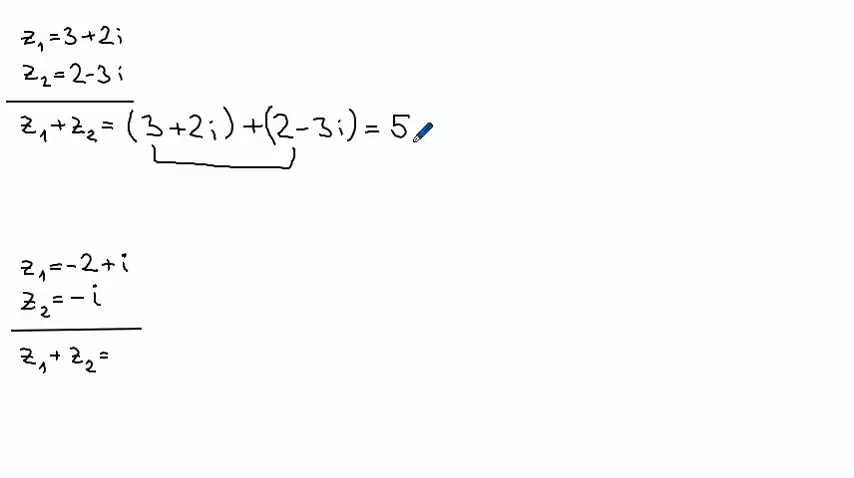 z₁=3+2i
z₂=2-3i
z₁+z₂=(3+2i)+(2-3i)=5
z₁=-2+i
z₂=-i
z₁+z₂=